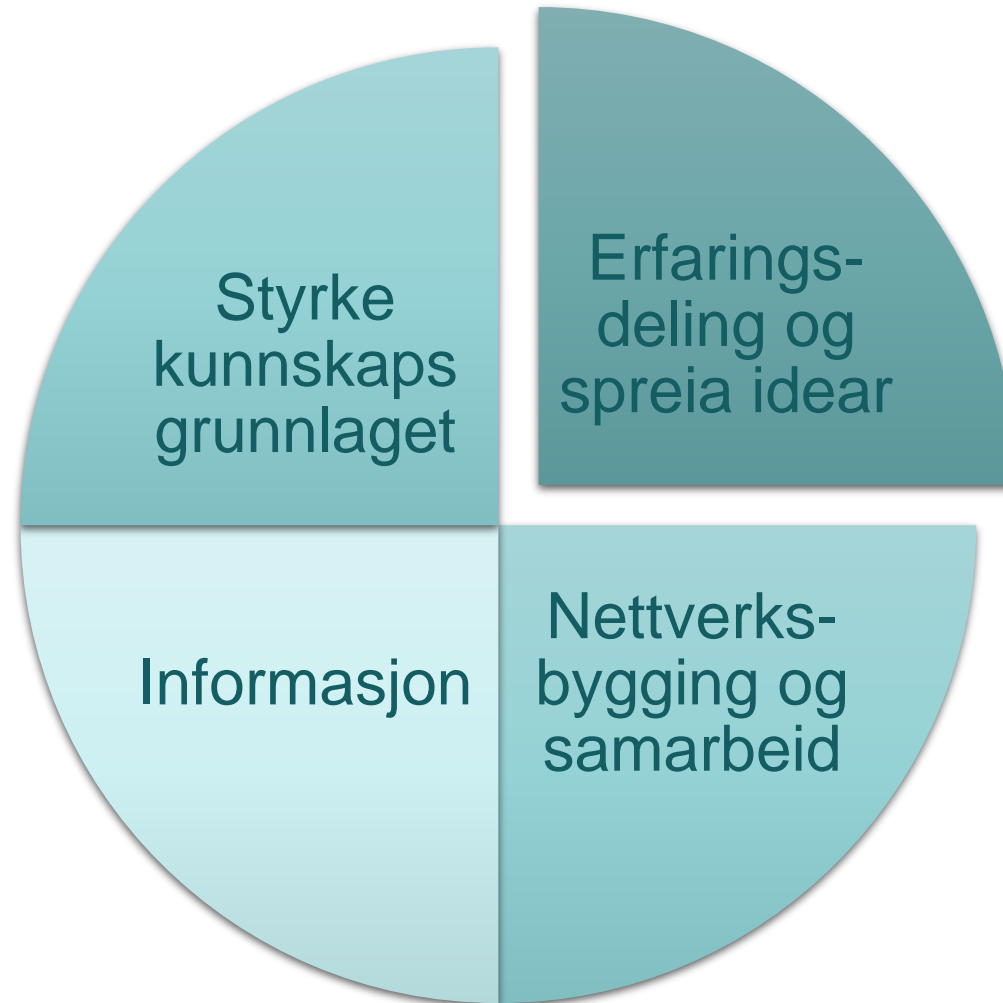 Styrke
kunnskaps
grunnlaget
Erfarings-
deling og
spreia idear
Informasjon
Nettverks-
bygging og
samarbeid